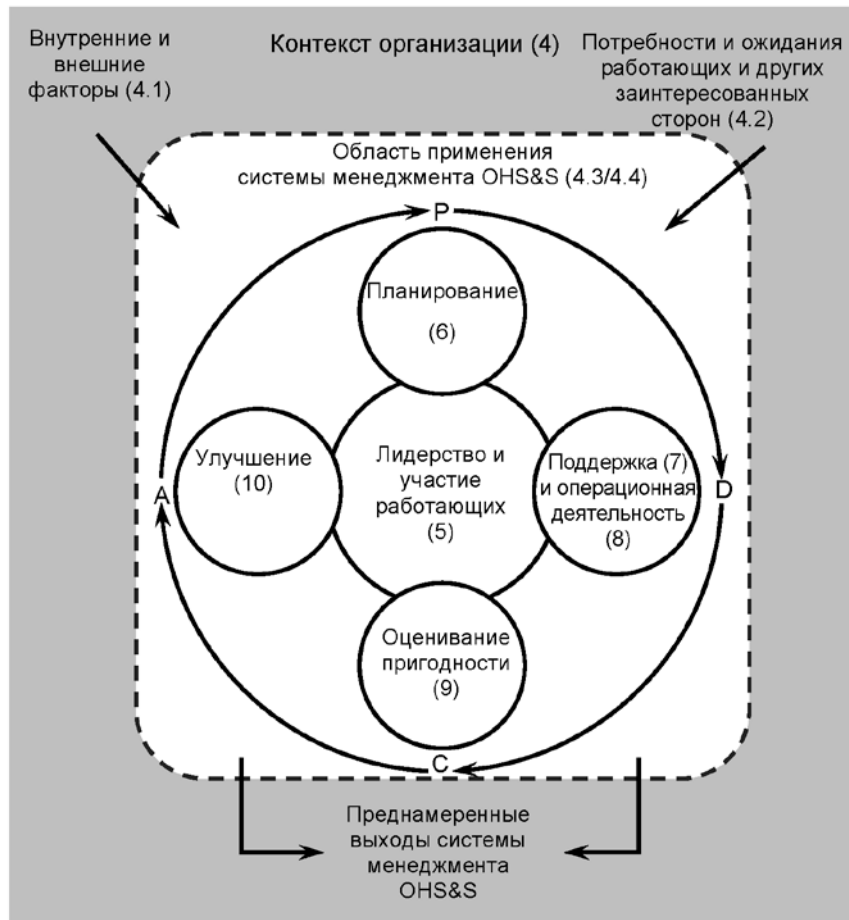 Внутренние и
внешние
факторы (4.1)
Контекст организации (4)
Потребности и ожидания
работающих и других
заинтересованных
сторон (4.2)
Область применения
системы менеджмента OHS&S (4.3/4.4)
P
Планирование
(6)
Улучшение
(10)
A
Лидерство и
участие
работающих
(5)
Поддержка (7)
и операционная
деятельность
(8)
D
Оценивание
пригодности
(9)
C
Преднамеренные
выходы системы
менеджмента
OHS&S